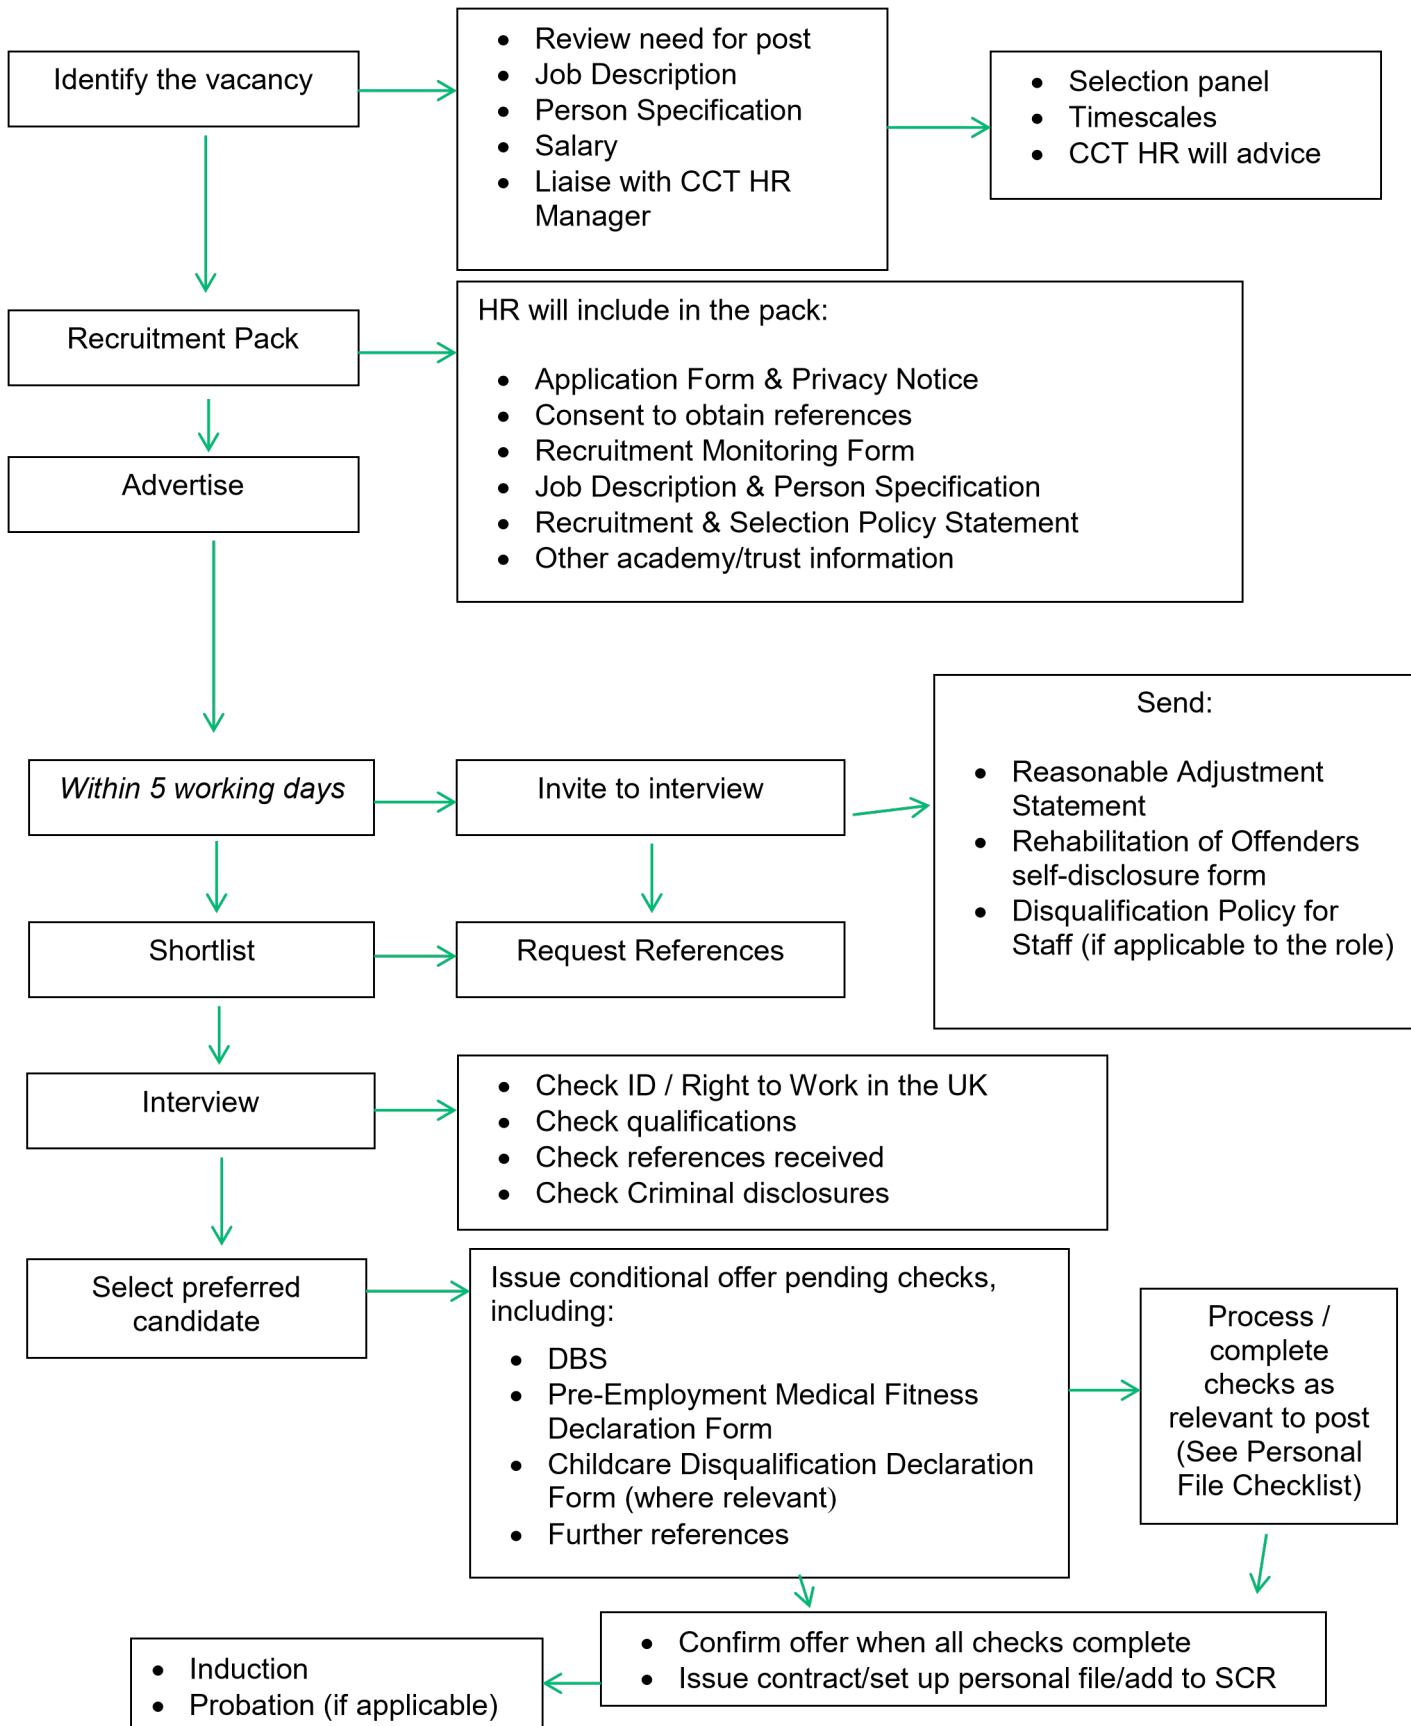 Identify the vacancy
• Review need for post
• Job Description
• Person Specification
• Salary
• Liaise with CCT HR
Manager
• Selection panel
• Timescales
• CCT HR will advice
Recruitment Pack
HR will include in the pack:
• Application Form & Privacy Notice
• Consent to obtain references
• Recruitment Monitoring Form
• Job Description & Person Specification
• Recruitment & Selection Policy Statement
• Other academy/trust information
Advertise
Within 5 working days
Invite to interview
Send:
• Reasonable Adjustment
Statement
• Rehabilitation of Offenders
self-disclosure form
• Disqualification Policy for
Staff (if applicable to the role)
Shortlist
Request References
Interview
• Check ID / Right to Work in the UK
• Check qualifications
• Check references received
• Check Criminal disclosures
Select preferred
candidate
Issue conditional offer pending checks,
including:
• DBS
• Pre-Employment Medical Fitness
Declaration Form
• Childcare Disqualification Declaration
Form (where relevant)
• Further references
Process /
complete
checks as
relevant to post
(See Personal
File Checklist)
• Confirm offer when all checks complete
• Issue contract/set up personal file/add to SCR
• Induction
• Probation (if applicable)